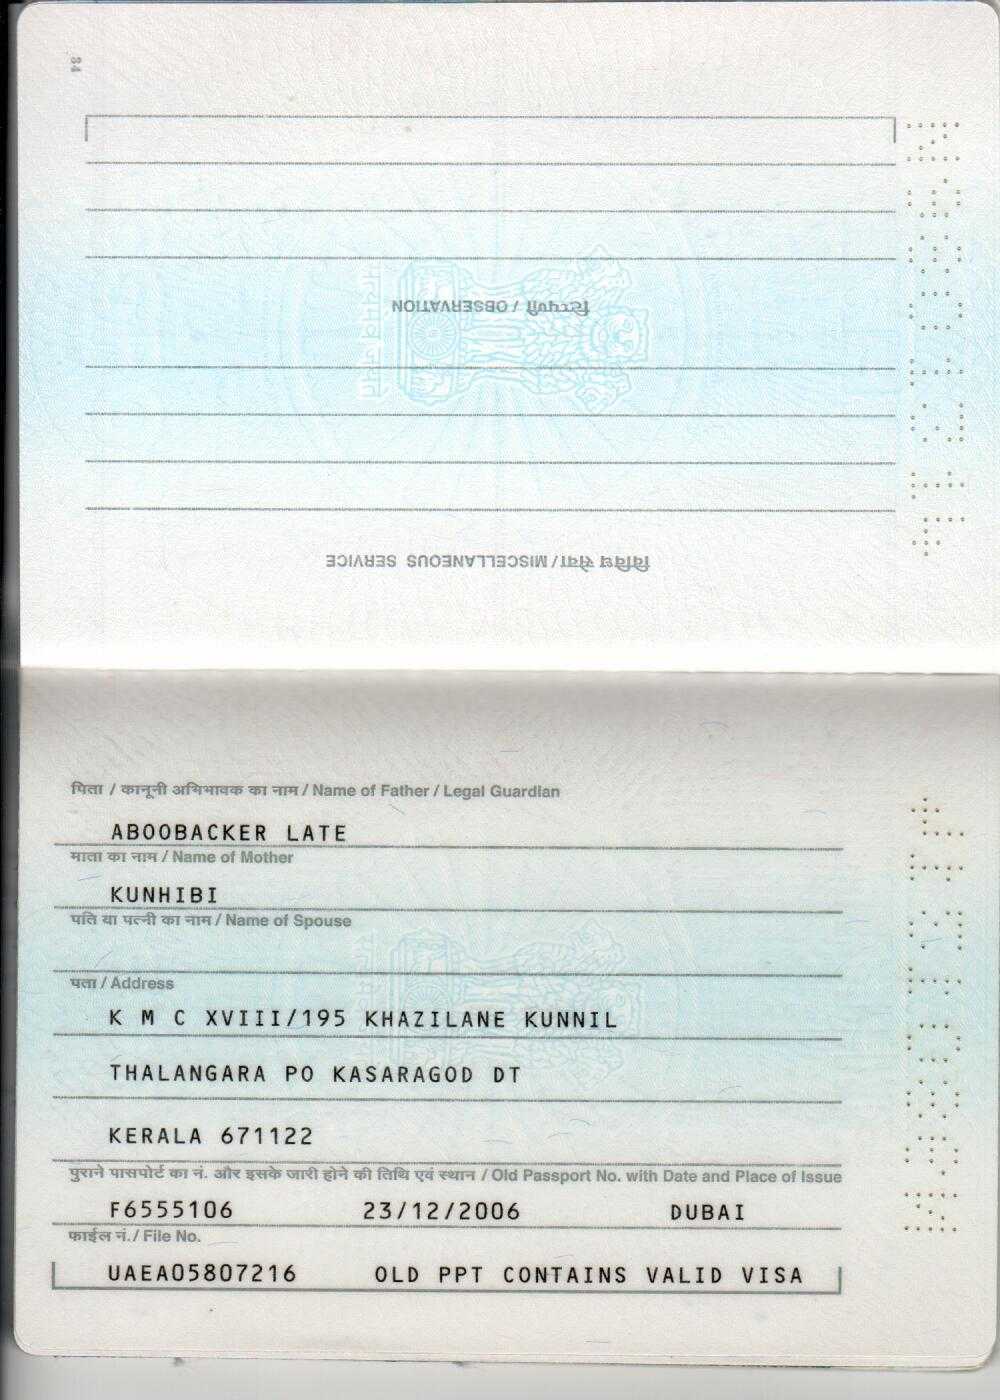 34
टिप्पणी / OBSERVATION
विविध सेवा / MISCELLANEOUS SERVICE
पिता / कानूनी अभिभावक का नाम / Name of Father / Legal Guardian
ABOOBACKER LATE
माता का नाम / Name of Mother
KUNHIBI
पति या पत्नी का नाम / Name of Spouse
पता / Address
K M C XVIII/195 KHAZILANE KUNNIL
THALANGARA PO KASARAGOD DT
KERALA 671122
पुराने पासपोर्ट का नं. और इसके जारी होने की तिथि एवं स्थान / Old Passport No. with Date and Place of Issue
F6555106 23/12/2006 DUBAI
फाईल नं./ File No.
UAEA05807216 OLD PPT CONTAINS VALID VISA